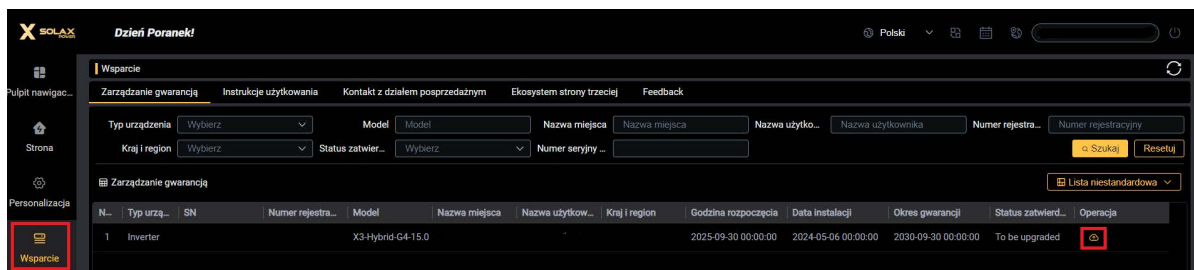 SOLAX POWER
Dzień Poranek!
Polski
Pulpit nawigac...
Strona
Personalizacja
Wsparcie
Wsparcie
Zarządzanie gwarancją Instrukcje użytkowania Kontakt z działem posprzedażnym Ekosystem strony trzeciej Feedback
Typ urządzenia Wybierz Model Model Nazwa miejsca Nazwa miejsca Nazwa użytko... Nazwa użytkownika Numer rejestra... Numer rejestracyjny
Kraj i region Wybierz Status zatwier... Wybierz Numer seryjny ... Szukaj Resetuj
Zarządzanie gwarancją Lista niestandardowa
N... Typ urzą... SN Numer rejestra... Model Nazwa miejsca Nazwa użytkow... Kraj i region Godzina rozpoczęcia Data instalacji Okres gwarancji Status zatwierd... Operacja
1 Inverter X3-Hybrid-G4-15.0 2025-09-30 00:00:00 2024-05-06 00:00:00 2030-09-30 00:00:00 To be upgraded